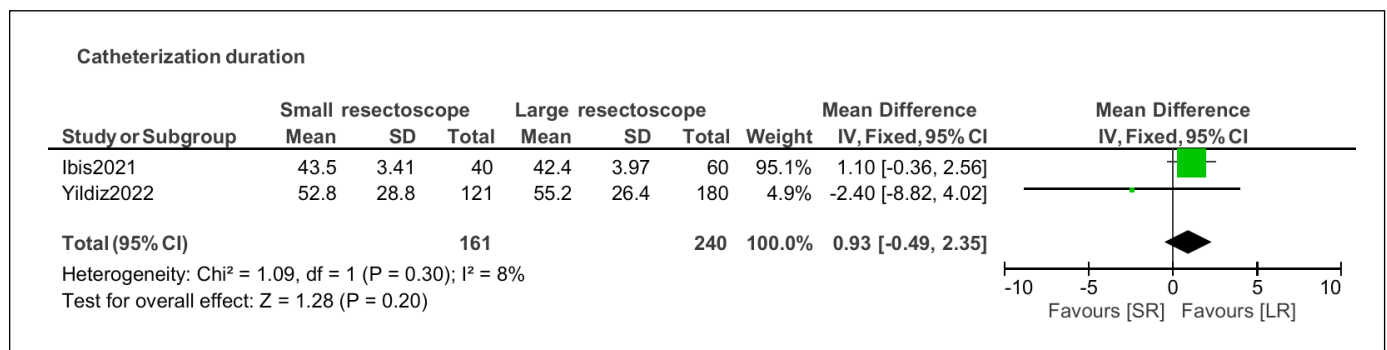 Catheterization duration
Small resectoscope Large resectoscope Mean Difference Mean Difference
Study or Subgroup Mean SD Total Mean SD Total Weight IV, Fixed, 95% CI IV, Fixed, 95% CI
Ibis2021 43.5 3.41 40 42.4 3.97 60 95.1% 1.10 [-0.36, 2.56]
Yildiz2022 52.8 28.8 121 55.2 26.4 180 4.9% -2.40 [-8.82, 4.02]
Total (95% CI) 161 240 100.0% 0.93 [-0.49, 2.35]
Heterogeneity: Chi² = 1.09, df = 1 (P = 0.30); I² = 8%
Test for overall effect: Z = 1.28 (P = 0.20)
-10 -5 0 5 10
Favours [SR] Favours [LR]